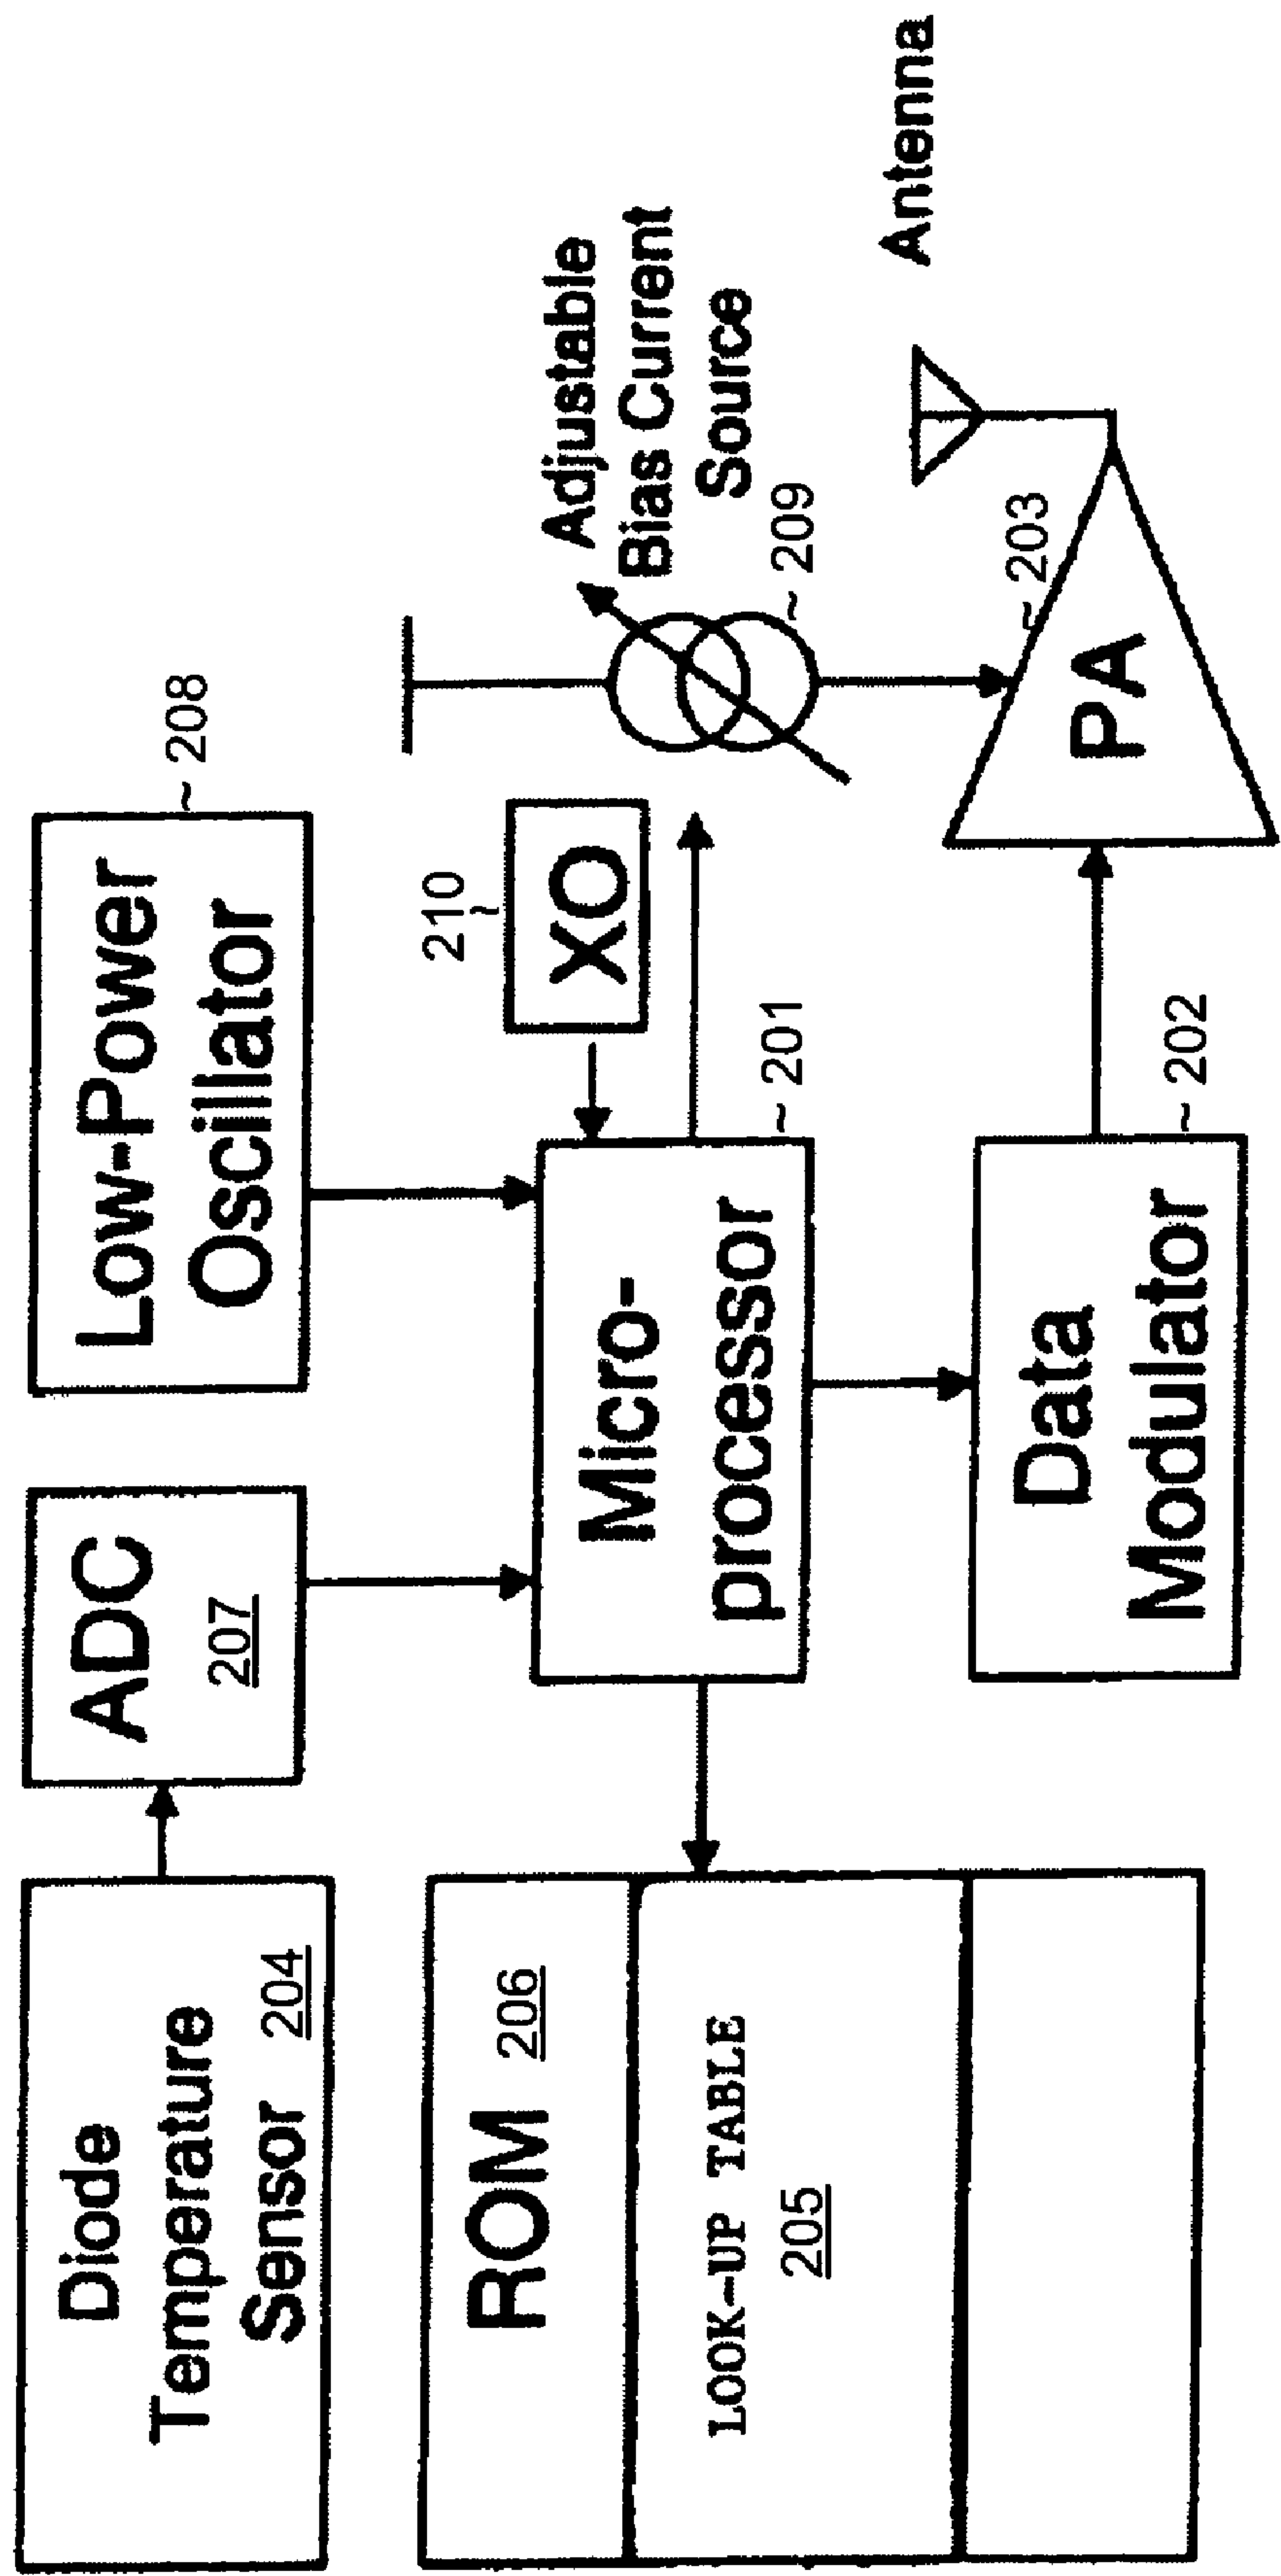 Diode
Temperature
Sensor 204
ADC
207
Low-Power
Oscillator
~ 208
ROM 206
LOOK-UP TABLE
205
Micro-
processor
~ 201
210
~
XO
Adjustable
Bias Current
Source
~ 209
Data
Modulator
~ 202
PA
~ 203
Antenna